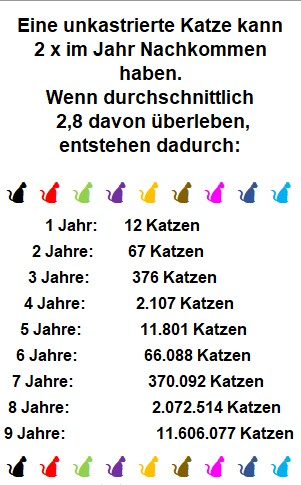 Eine unkastrierte Katze kann
2 x im Jahr Nachkommen
haben.
Wenn durchschnittlich
2,8 davon überleben,
entstehen dadurch:
1 Jahr: 12 Katzen
2 Jahre: 67 Katzen
3 Jahre: 376 Katzen
4 Jahre: 2.107 Katzen
5 Jahre: 11.801 Katzen
6 Jahre: 66.088 Katzen
7 Jahre: 370.092 Katzen
8 Jahre: 2.072.514 Katzen
9 Jahre: 11.606.077 Katzen